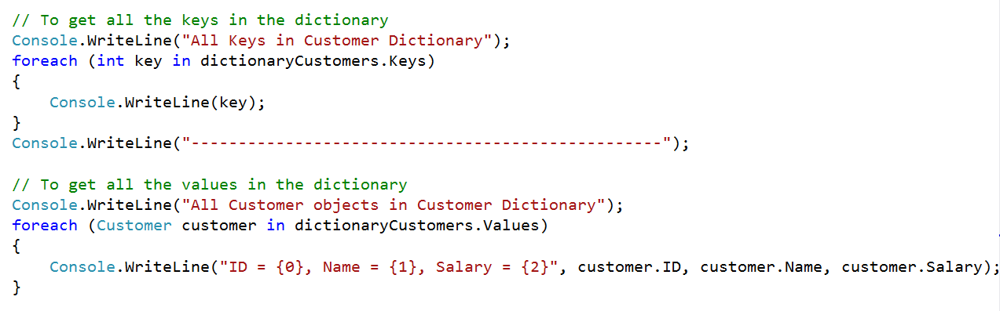 // To get all the keys in the dictionary
Console.WriteLine("All Keys in Customer Dictionary");
foreach (int key in dictionaryCustomers.Keys)
{
    Console.WriteLine(key);
}
Console.WriteLine("--------------------------------------------------");

// To get all the values in the dictionary
Console.WriteLine("All Customer objects in Customer Dictionary");
foreach (Customer customer in dictionaryCustomers.Values)
{
    Console.WriteLine("ID = {0}, Name = {1}, Salary = {2}", customer.ID, customer.Name, customer.Salary);
}